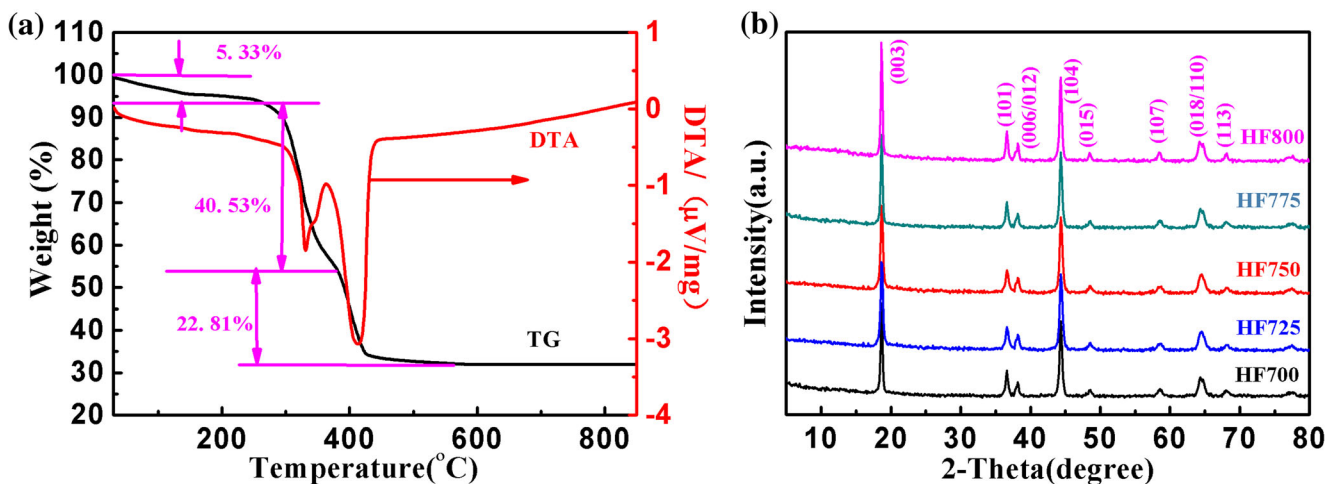 (a)
110
100
90
80
70
60
50
40
30
20
Weight (%)
200
400
600
800
Temperature(°C)
1
0
-1
-2
-3
-4
DTA/ (μV/mg)
5. 33%
40. 53%
22. 81%
DTA
TG
(b)
Intensity(a.u.)
(003)
(101)
(006/012)
(104)
(015)
(107)
(018/110)
(113)
HF800
HF775
HF750
HF725
HF700
10
20
30
40
50
60
70
80
2-Theta(degree)